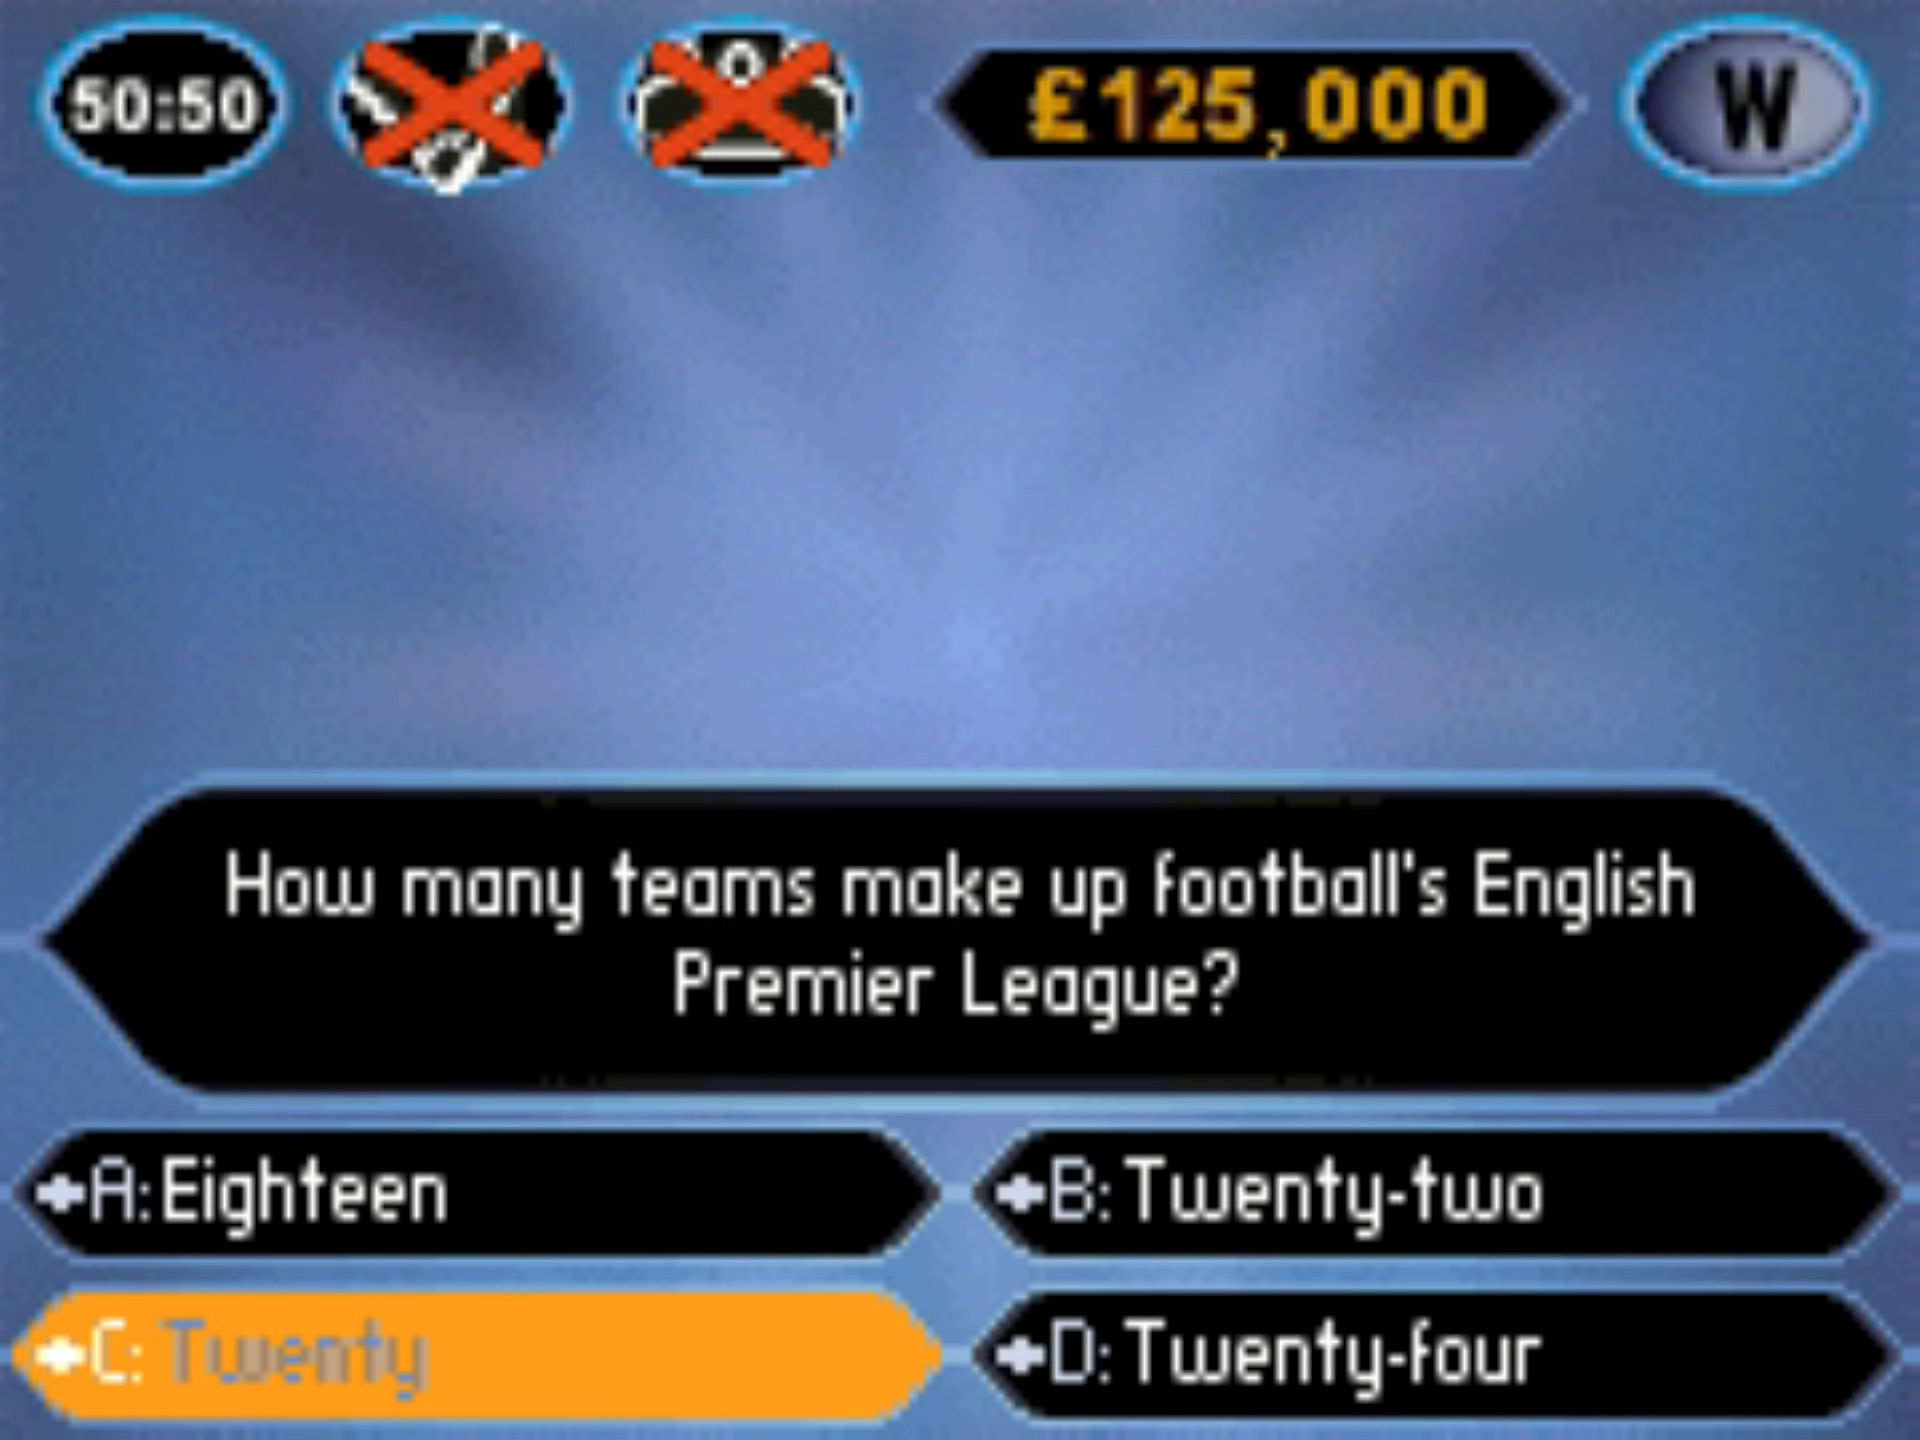 50:50
£125,000
W
How many teams make up football's English
Premier League?
A: Eighteen
B: Twenty-two
C: Twenty
D: Twenty-four